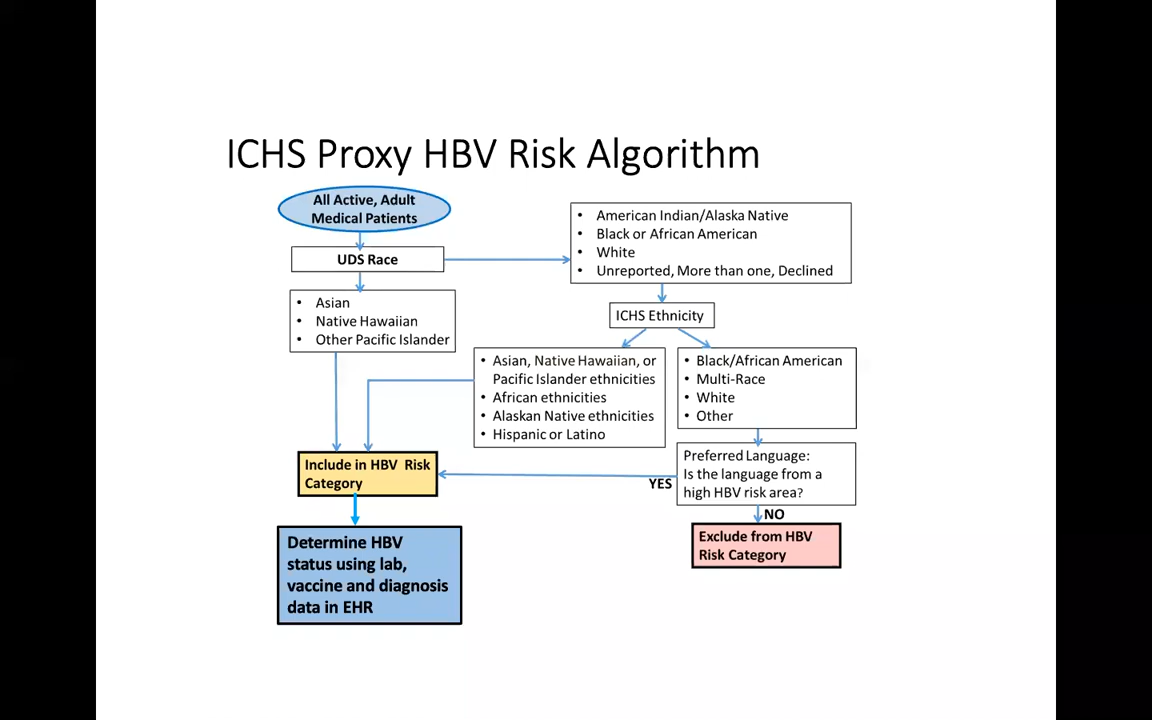 ICHS Proxy HBV Risk Algorithm
All Active, Adult
Medical Patients
UDS Race
• American Indian/Alaska Native
• Black or African American
• White
• Unreported, More than one, Declined
• Asian
• Native Hawaiian
• Other Pacific Islander
ICHS Ethnicity
• Asian, Native Hawaiian, or
Pacific Islander ethnicities
• African ethnicities
• Alaskan Native ethnicities
• Hispanic or Latino
• Black/African American
• Multi-Race
• White
• Other
Preferred Language:
Is the language from a
high HBV risk area?
YES
NO
Include in HBV Risk
Category
Exclude from HBV
Risk Category
Determine HBV
status using lab,
vaccine and diagnosis
data in EHR